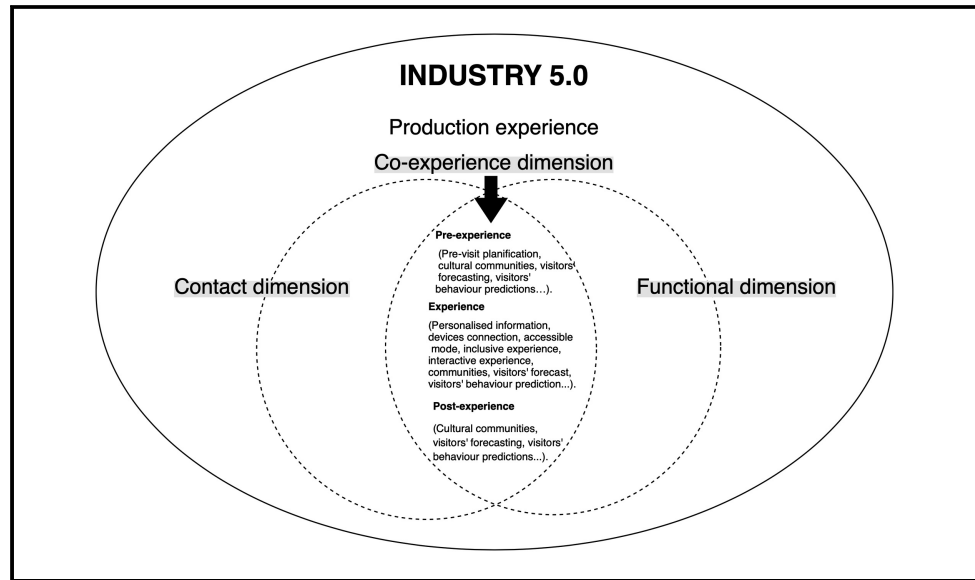 INDUSTRY 5.0
Production experience
Co-experience dimension
Contact dimension
Functional dimension
Pre-experience
(Pre-visit planification,
cultural communities, visitors'
forecasting, visitors'
behaviour predictions…).
Experience
(Personalised information,
devices connection, accessible
mode, inclusive experience,
interactive experience,
communities, visitors' forecast,
visitors' behaviour prediction...).
Post-experience
(Cultural communities,
visitors' forecasting, visitors'
behaviour predictions...).